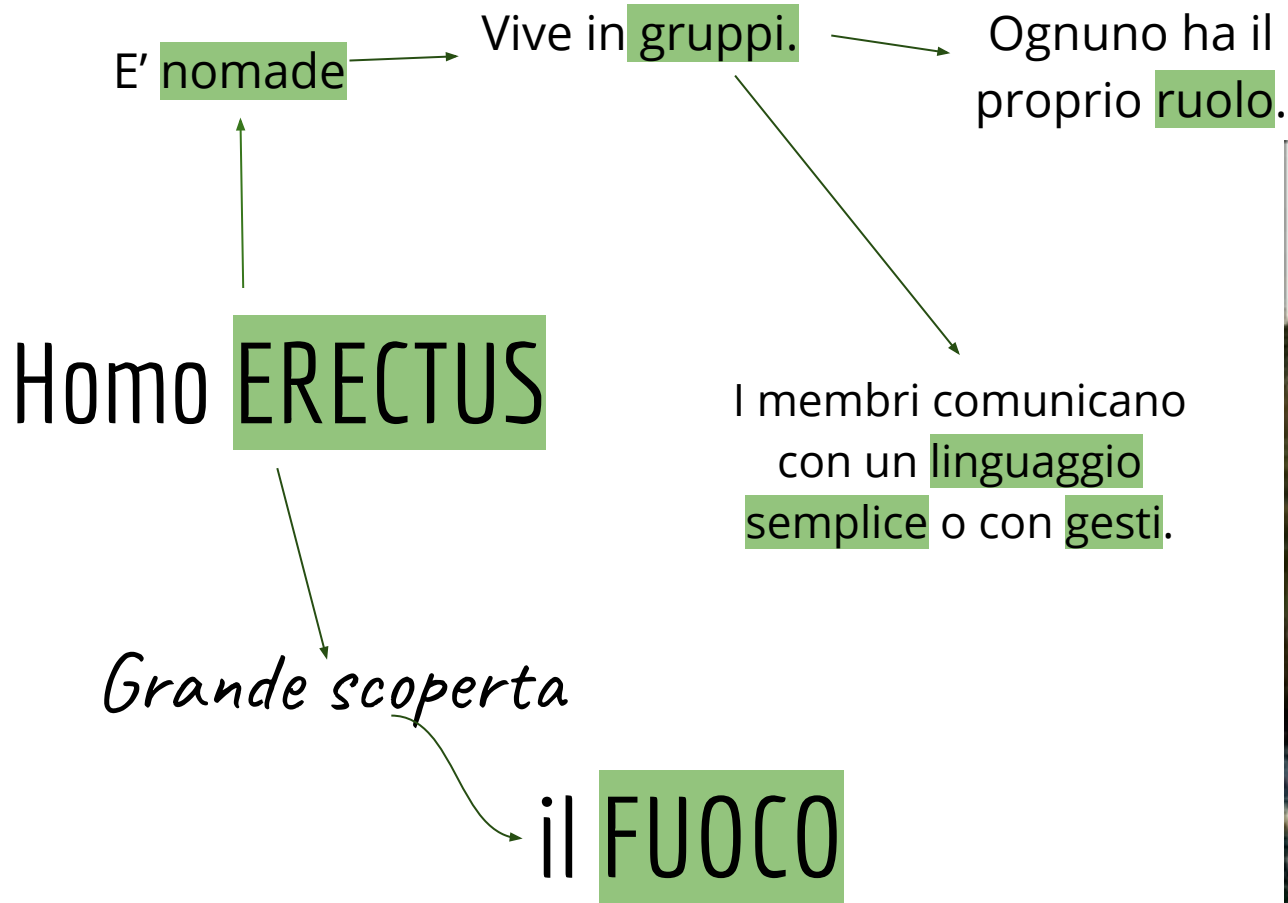 E’ nomade
Vive in gruppi.
Ognuno ha il
proprio ruolo.
Homo ERECTUS
I membri comunicano
con un linguaggio
semplice o con gesti.
Grande scoperta
il FUOCO